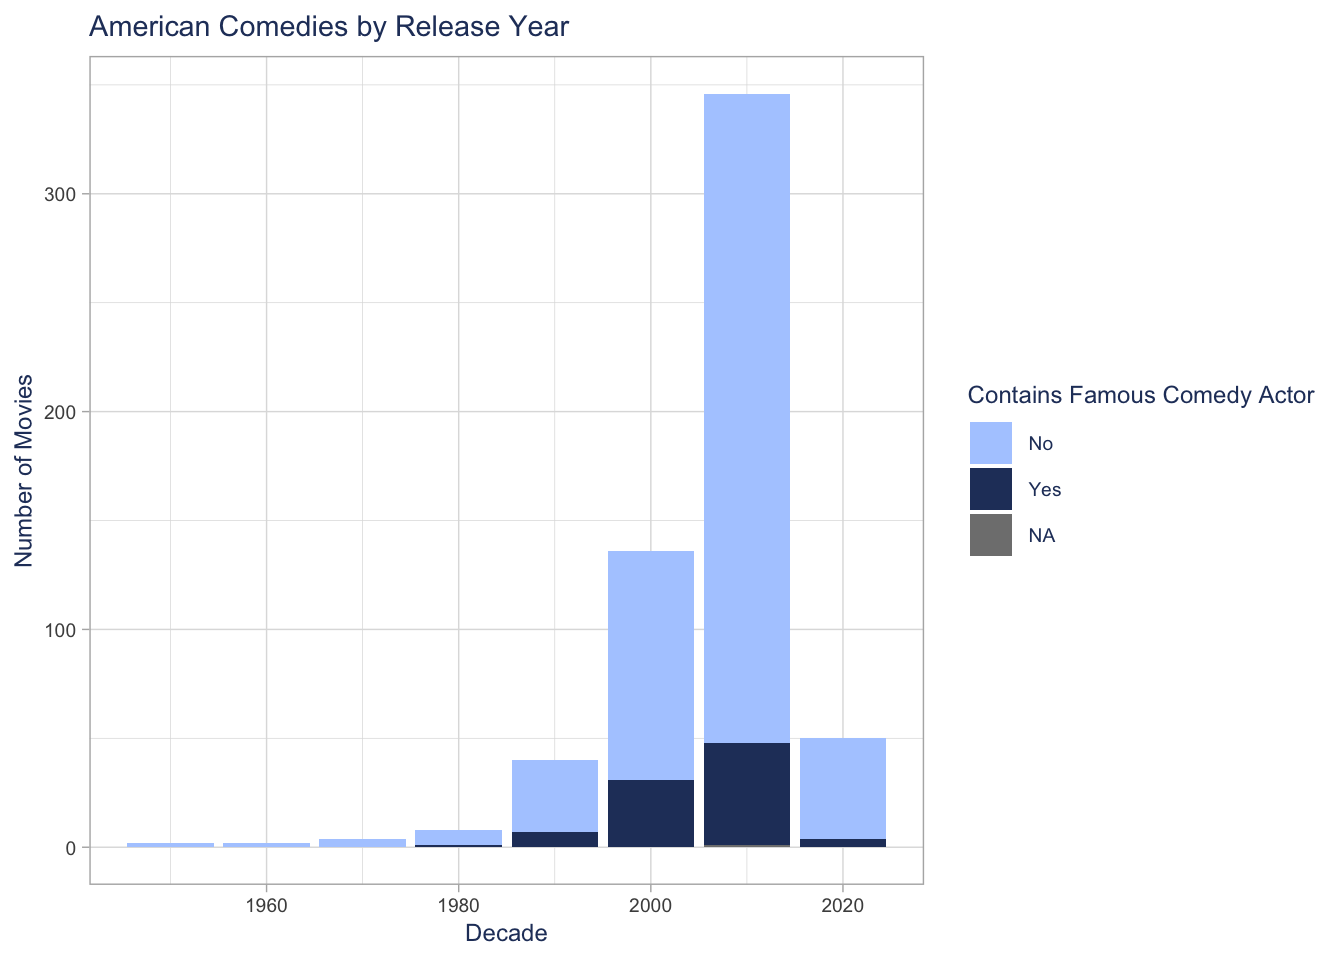 American Comedies by Release Year
300
200
100
0
Number of Movies
1960
1980
2000
2020
Decade
Contains Famous Comedy Actor
No
Yes
NA